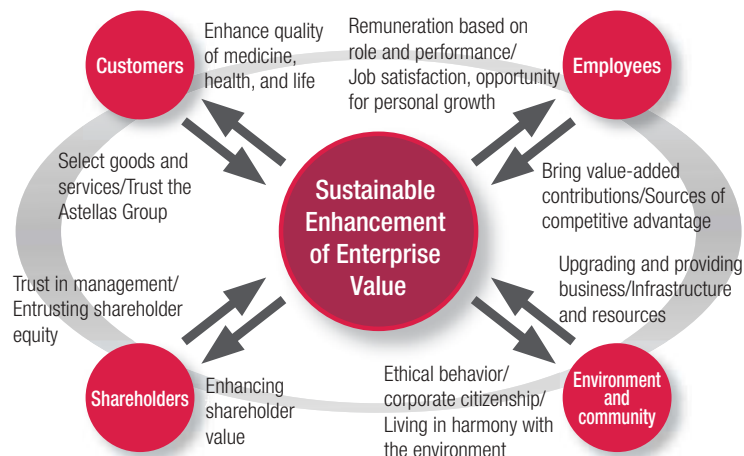 Customers
Enhance quality
of medicine,
health, and life
Remuneration based on
role and performance/
Job satisfaction, opportunity
for personal growth
Employees
Select goods and
services/Trust the
Astellas Group
Sustainable
Enhancement
of Enterprise
Value
Bring value-added
contributions/Sources of
competitive advantage
Trust in management/
Entrusting shareholder
equity
Upgrading and providing
business/Infrastructure
and resources
Shareholders
Enhancing
shareholder
value
Ethical behavior/
corporate citizenship/
Living in harmony with
the environment
Environment
and
community